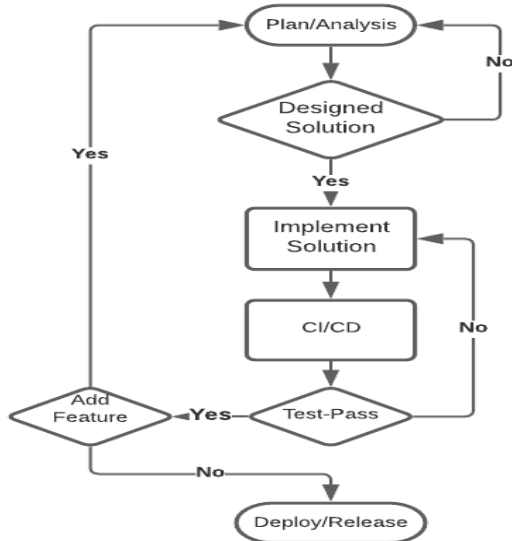 Plan/Analysis
No
Designed
Solution
Yes
Yes
Implement
Solution
CI/CD
No
Add
Feature
Yes
Test-Pass
No
Deploy/Release